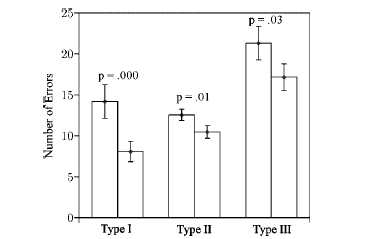 25
20
15
10
5
0
Number of Errors
p = .000
p = .01
p = .03
Type I
Type II
Type III